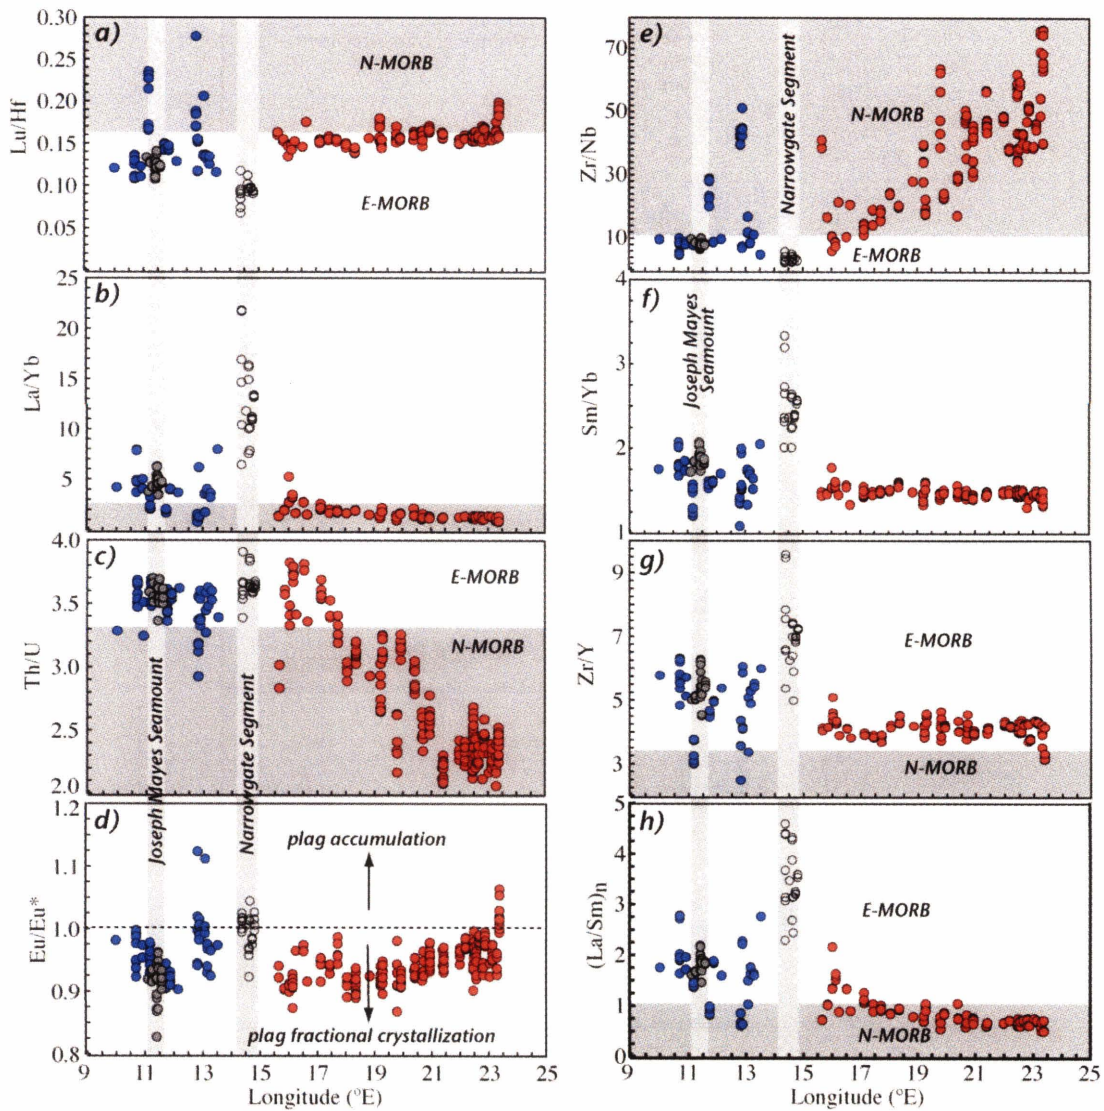 a)
N-MORB
E-MORB
Lu/Hf
0.30
0.25
0.20
0.15
0.10
0.05
0.00
b)
La/Yb
25
20
15
10
5
0
c)
E-MORB
N-MORB
Th/U
4.0
3.5
3.0
2.5
2.0
Joseph Mayes Seamount
Narrowgate Segment
d)
plag accumulation
plag fractional crystallization
Eu/Eu*
1.2
1.1
1.0
0.9
0.8
9 11 13 15 17 19 21 23 25
Longitude (°E)
e)
Narrowgate Segment
N-MORB
E-MORB
Zr/Nb
70
50
30
10
f)
Joseph Mayes
Seamount
Sm/Yb
4
3
2
1
g)
E-MORB
N-MORB
Zr/Y
9
7
5
3
h)
E-MORB
N-MORB
(La/Sm)n
5
4
3
2
1
0
9 11 13 15 17 19 21 23 25
Longitude (°E)